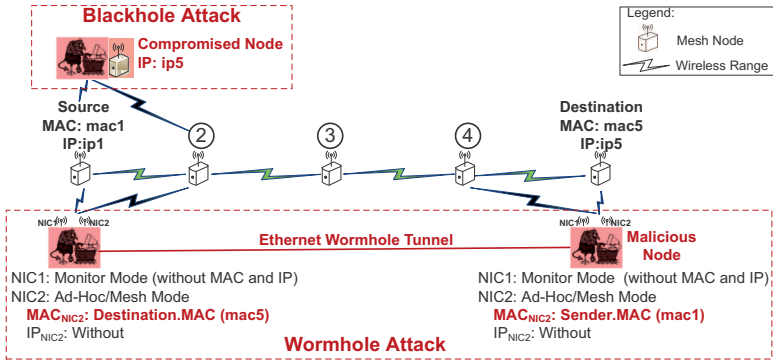 Blackhole Attack
Compromised Node
IP: ip5
Legend:
Mesh Node
Wireless Range
Source
MAC: mac1
IP:ip1
2
3
4
Destination
MAC: mac5
IP:ip5
NIC1
NIC2
NIC1
NIC2
Ethernet Wormhole Tunnel
Malicious
Node
NIC1: Monitor Mode (without MAC and IP)
NIC2: Ad-Hoc/Mesh Mode
MACNIC2: Destination.MAC (mac5)
IPNIC2: Without
NIC1: Monitor Mode (without MAC and IP)
NIC2: Ad-Hoc/Mesh Mode
MACNIC2: Sender.MAC (mac1)
IPNIC2: Without
Wormhole Attack